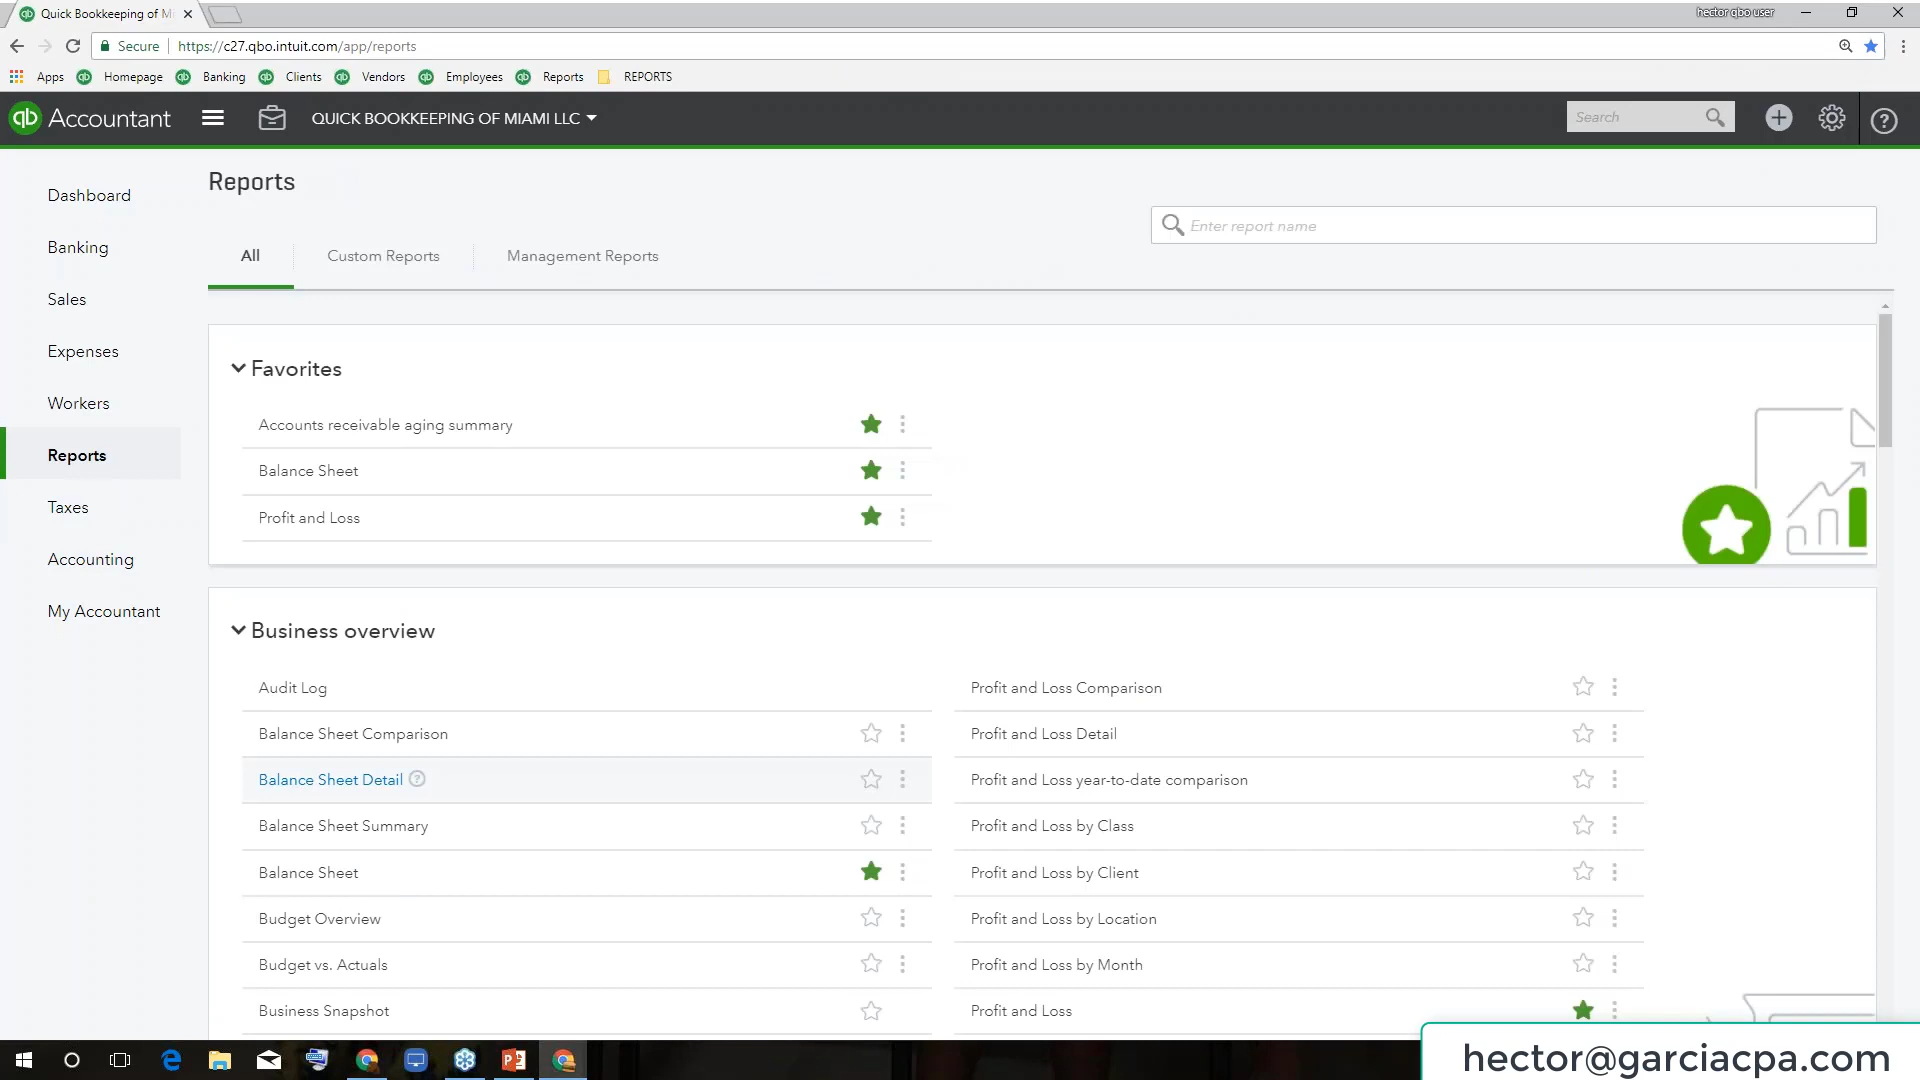 Quick Bookkeeping of M
hector qbo user
Secure
https://c27.qbo.intuit.com/app/reports
Apps
Homepage
Banking
Clients
Vendors
Employees
Reports
REPORTS
qb Accountant
QUICK BOOKKEEPING OF MIAMI LLC
Search
Dashboard
Banking
Sales
Expenses
Workers
Reports
Taxes
Accounting
My Accountant
Reports
Enter report name
All
Custom Reports
Management Reports
Favorites
Accounts receivable aging summary
Balance Sheet
Profit and Loss
Business overview
Audit Log
Balance Sheet Comparison
Balance Sheet Detail
Balance Sheet Summary
Balance Sheet
Budget Overview
Budget vs. Actuals
Business Snapshot
Profit and Loss Comparison
Profit and Loss Detail
Profit and Loss year-to-date comparison
Profit and Loss by Class
Profit and Loss by Client
Profit and Loss by Location
Profit and Loss by Month
Profit and Loss
hector@garciacpa.com